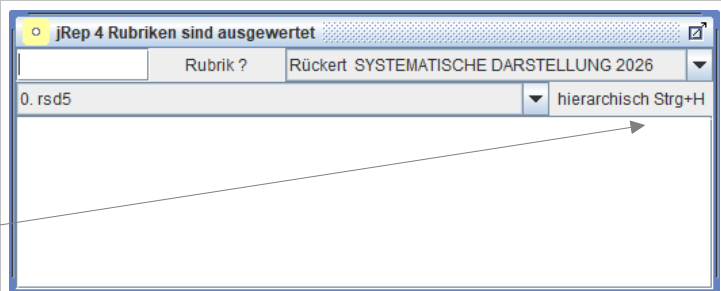 jRep 4 Rubriken sind ausgewertet
Rubrik ? Rückert SYSTEMATISCHE DARSTELLUNG 2026
0. rsd5 hierarchisch Strg+H